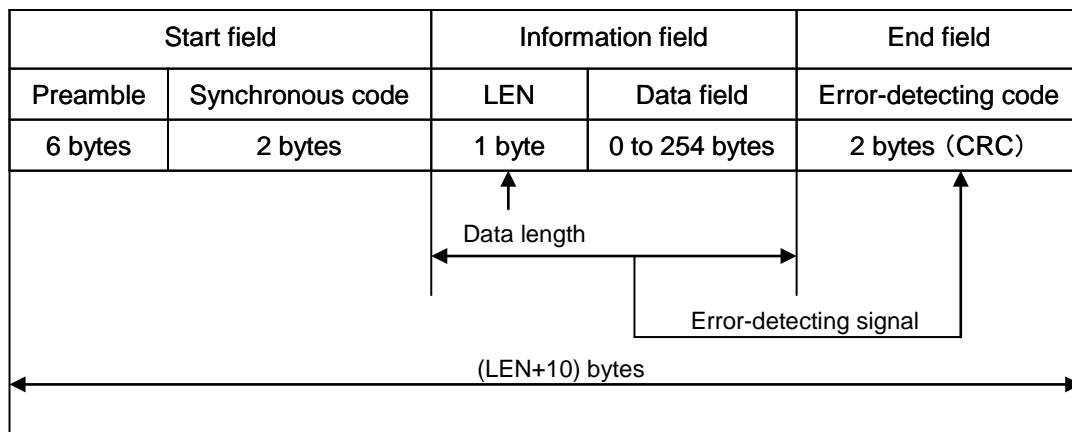 Start field Information field End field
Preamble Synchronous code LEN Data field Error-detecting code
6 bytes 2 bytes 1 byte 0 to 254 bytes 2 bytes（CRC）
Data length
Error-detecting signal
(LEN+10) bytes